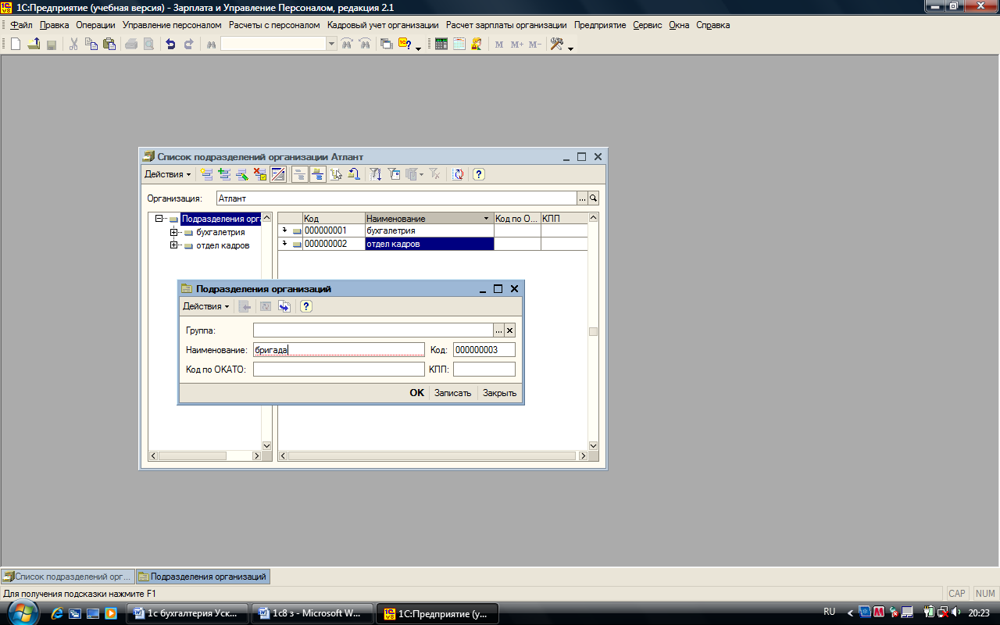 1С:Предприятие (учебная версия) - Зарплата и Управление Персоналом, редакция 2.1
Файл Правка Операции Управление персоналом Расчеты с персоналом Кадровый учет организации Расчет зарплаты организации Предприятие Сервис Окна Справка
M M+ M-
Список подразделений организации Атлант
Действия
Организация: Атлант
Подразделения орга
бухгалетрия
отдел кадров
Код Наименование Код по О... КПП
000000001 бухгалетрия
000000002 отдел кадров
Подразделения организаций
Действия
Группа:
Наименование: бригада Код: 000000003
Код по ОКАТО: КПП:
OK Записать Закрыть
Список подразделений орг... Подразделения организаций
Для получения подсказки нажмите F1 CAP NUM
1с бухгалтерия Уск... 1с8 з - Microsoft W... 1С:Предприятие (у... RU 20:23